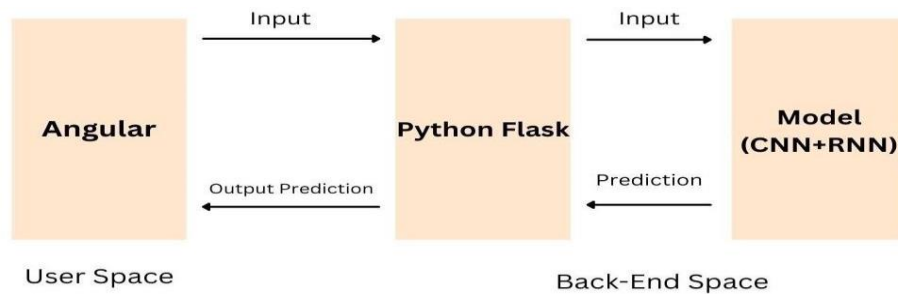 Input
Input
Angular
Python Flask
Model
(CNN+RNN)
Output Prediction
Prediction
User Space
Back-End Space